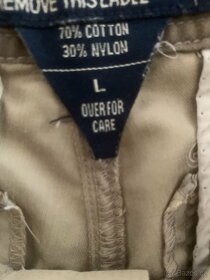 REMOVE THIS LABEL
70% COTTON
30% NYLON
L
OVER FOR
CARE